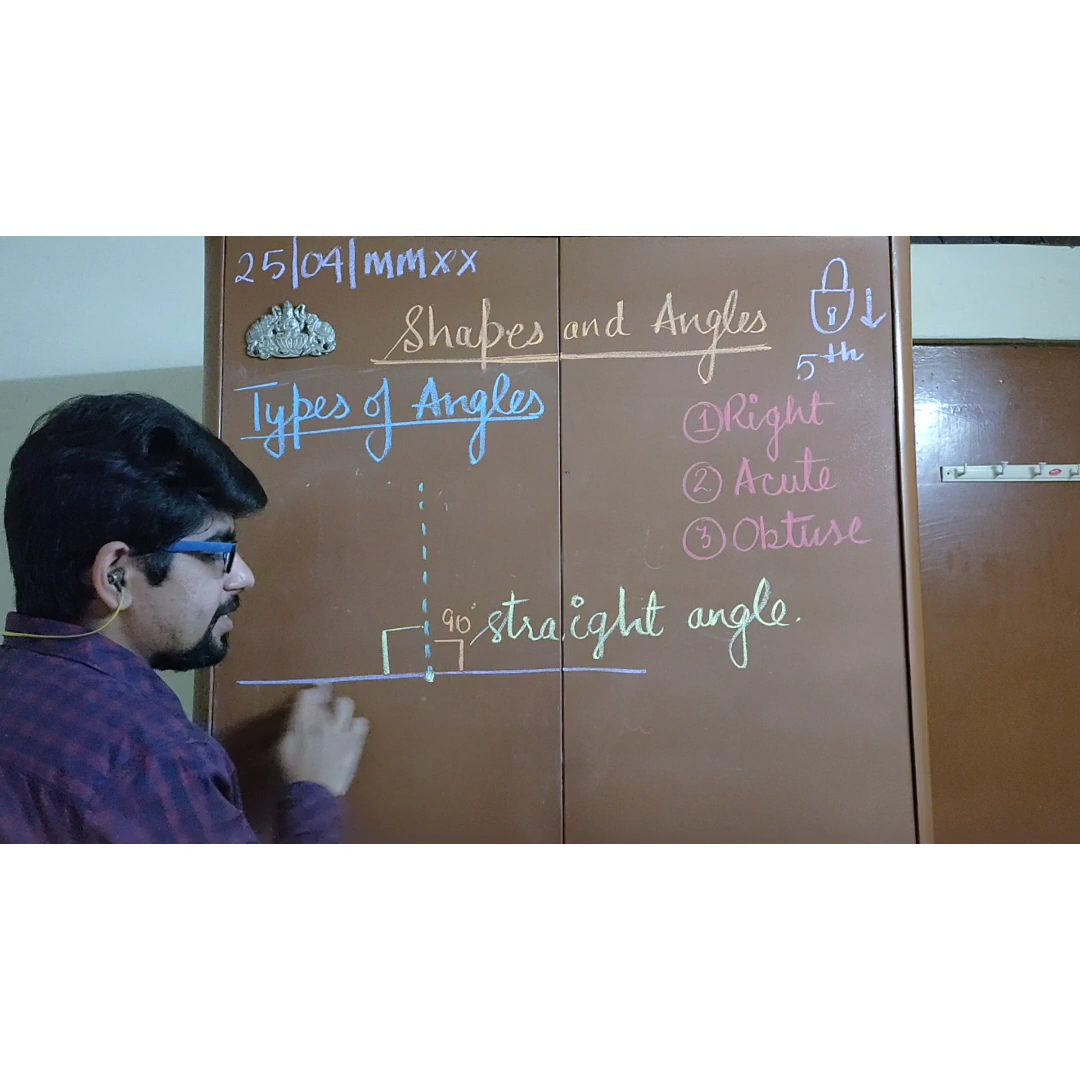 25/04/MMXX
Shapes and Angles
5th
Types of Angles
① Right
② Acute
③ Obtuse
90° straight angle.